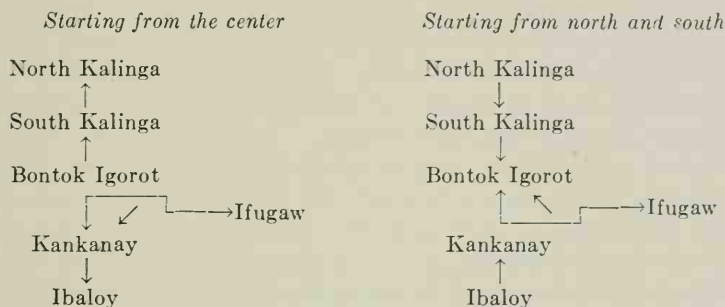 Starting from the center
North Kalinga
South Kalinga
Bontok Igorot
Ifugaw
Kankanay
Ibaloy
Starting from north and south
North Kalinga
South Kalinga
Bontok Igorot
Ifugaw
Kankanay
Ibaloy